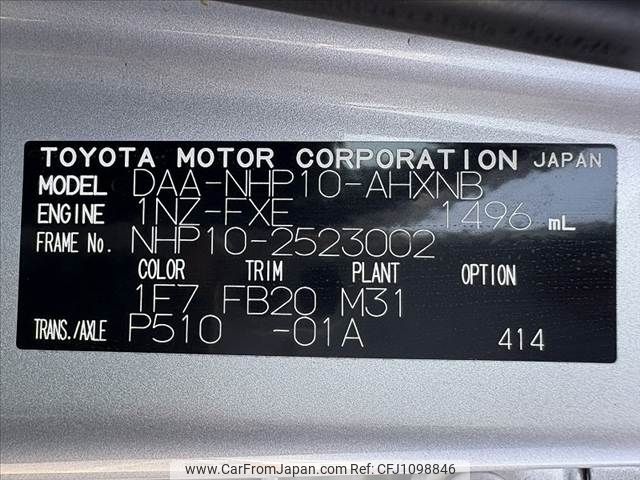 TOYOTA MOTOR CORPORATION JAPAN
MODEL DAA-NHP10-AHXNB
ENGINE 1NZ-FXE 1496 mL
FRAME No. NHP10-2523002
COLOR TRIM PLANT OPTION
1F7 FB20 M31
TRANS./AXLE P510 -01A 414
www.CarFromJapan.com Ref:CFJ1098846